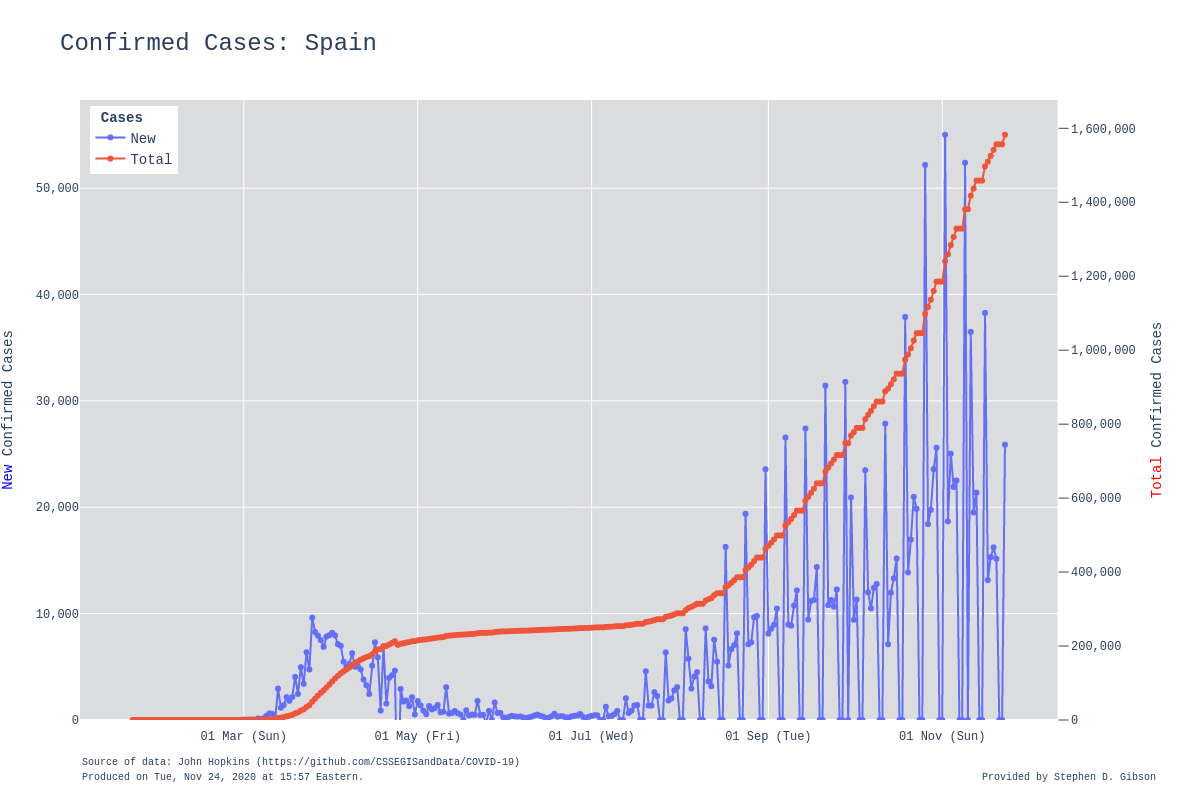 Confirmed Cases: Spain
Cases
New
Total
50,000
40,000
30,000
20,000
10,000
0
New Confirmed Cases
1,600,000
1,400,000
1,200,000
1,000,000
800,000
600,000
400,000
200,000
0
Total Confirmed Cases
01 Mar (Sun) 01 May (Fri) 01 Jul (Wed) 01 Sep (Tue) 01 Nov (Sun)
Source of data: John Hopkins (https://github.com/CSSEGISandData/COVID-19)
Produced on Tue, Nov 24, 2020 at 15:57 Eastern.
Provided by Stephen D. Gibson